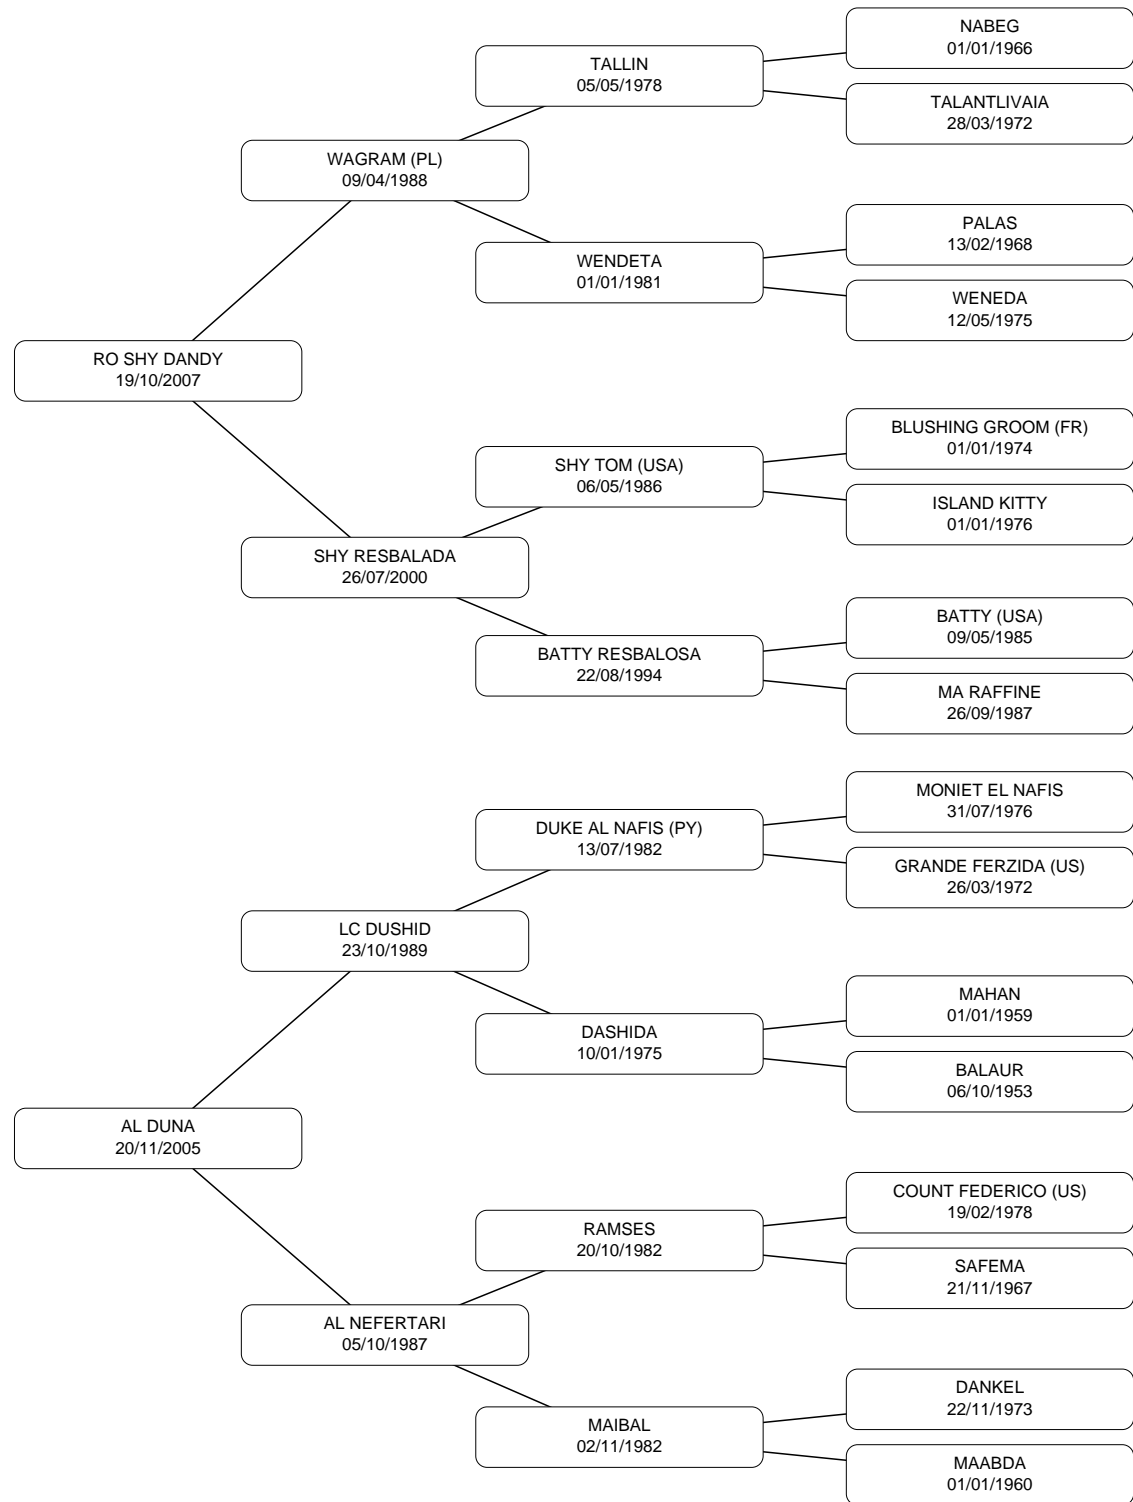 NABEG
01/01/1966
TALLIN
05/05/1978
TALANTLIVAIA
28/03/1972
WAGRAM (PL)
09/04/1988
PALAS
13/02/1968
WENDETA
01/01/1981
WENEDA
12/05/1975
RO SHY DANDY
19/10/2007
BLUSHING GROOM (FR)
01/01/1974
SHY TOM (USA)
06/05/1986
ISLAND KITTY
01/01/1976
SHY RESBALADA
26/07/2000
BATTY (USA)
09/05/1985
BATTY RESBALOSA
22/08/1994
MA RAFFINE
26/09/1987
MONIET EL NAFIS
31/07/1976
DUKE AL NAFIS (PY)
13/07/1982
GRANDE FERZIDA (US)
26/03/1972
LC DUSHID
23/10/1989
MAHAN
01/01/1959
DASHIDA
10/01/1975
BALAUR
06/10/1953
AL DUNA
20/11/2005
COUNT FEDERICO (US)
19/02/1978
RAMSES
20/10/1982
SAFEMA
21/11/1967
AL NEFERTARI
05/10/1987
DANKEL
22/11/1973
MAIBAL
02/11/1982
MAABDA
01/01/1960